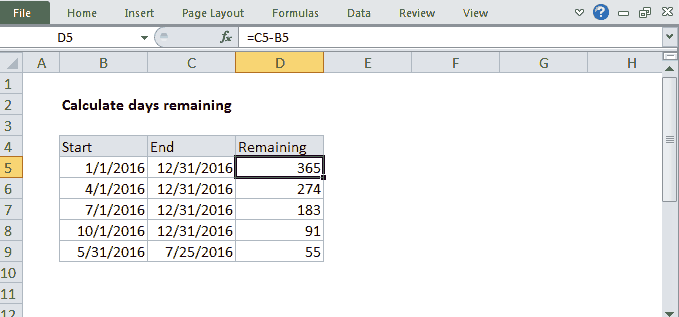 File Home Insert Page Layout Formulas Data Review View ?
D5 fx =C5-B5
A B C D E F G H
1
2 Calculate days remaining
3
4 Start End Remaining
5 1/1/2016 12/31/2016 365
6 4/1/2016 12/31/2016 274
7 7/1/2016 12/31/2016 183
8 10/1/2016 12/31/2016 91
9 5/31/2016 7/25/2016 55
10
11
12